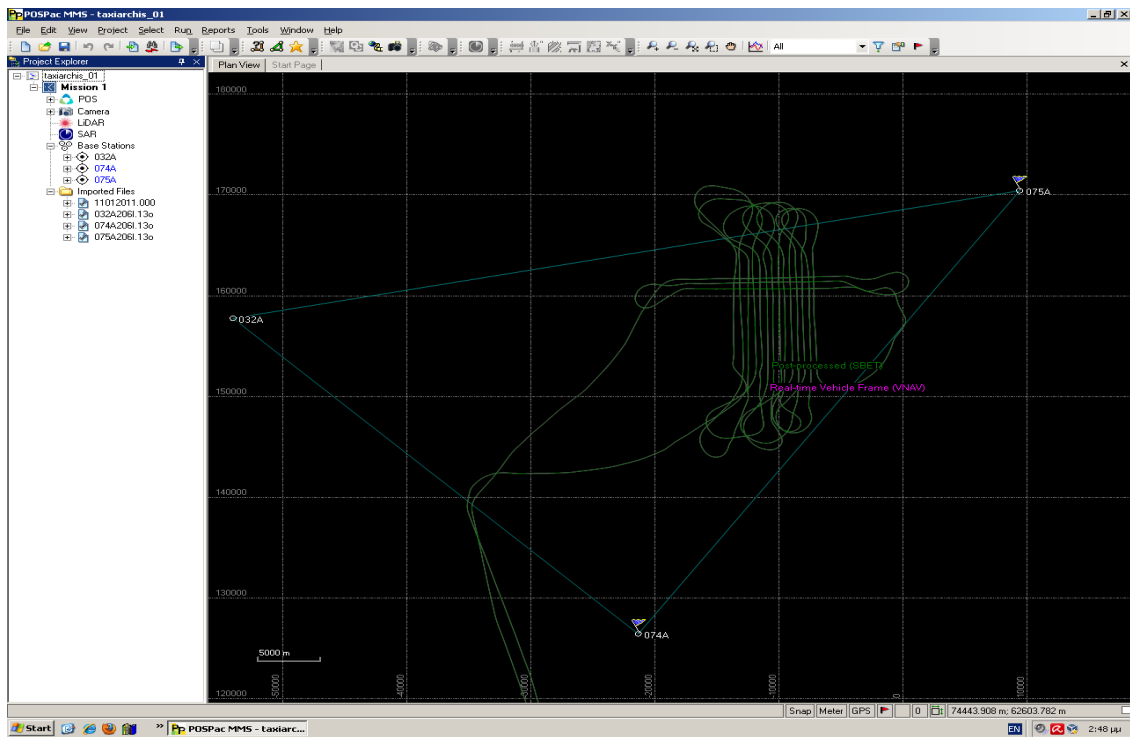 POSPac MMS - taxiarchis_01
File Edit View Project Select Run Reports Tools Window Help
All
Project Explorer
Plan View Start Page
taxiarchis_01
Mission 1
POS
Camera
LiDAR
SAR
Base Stations
032A
074A
075A
Imported Files
11012011.000
032A206I.13o
074A206I.13o
075A206I.13o
180000
170000
075A
160000
032A
Post-processed (SBET)
150000
Real-time Vehicle Frame (VNAV)
140000
130000
074A
5000 m
120000
-50000 -40000 -30000 -20000 -10000 0 10000
Snap Meter GPS 0 74443.908 m; 62603.782 m
Start » POSPac MMS - taxiarc... EN 2:48 μμ